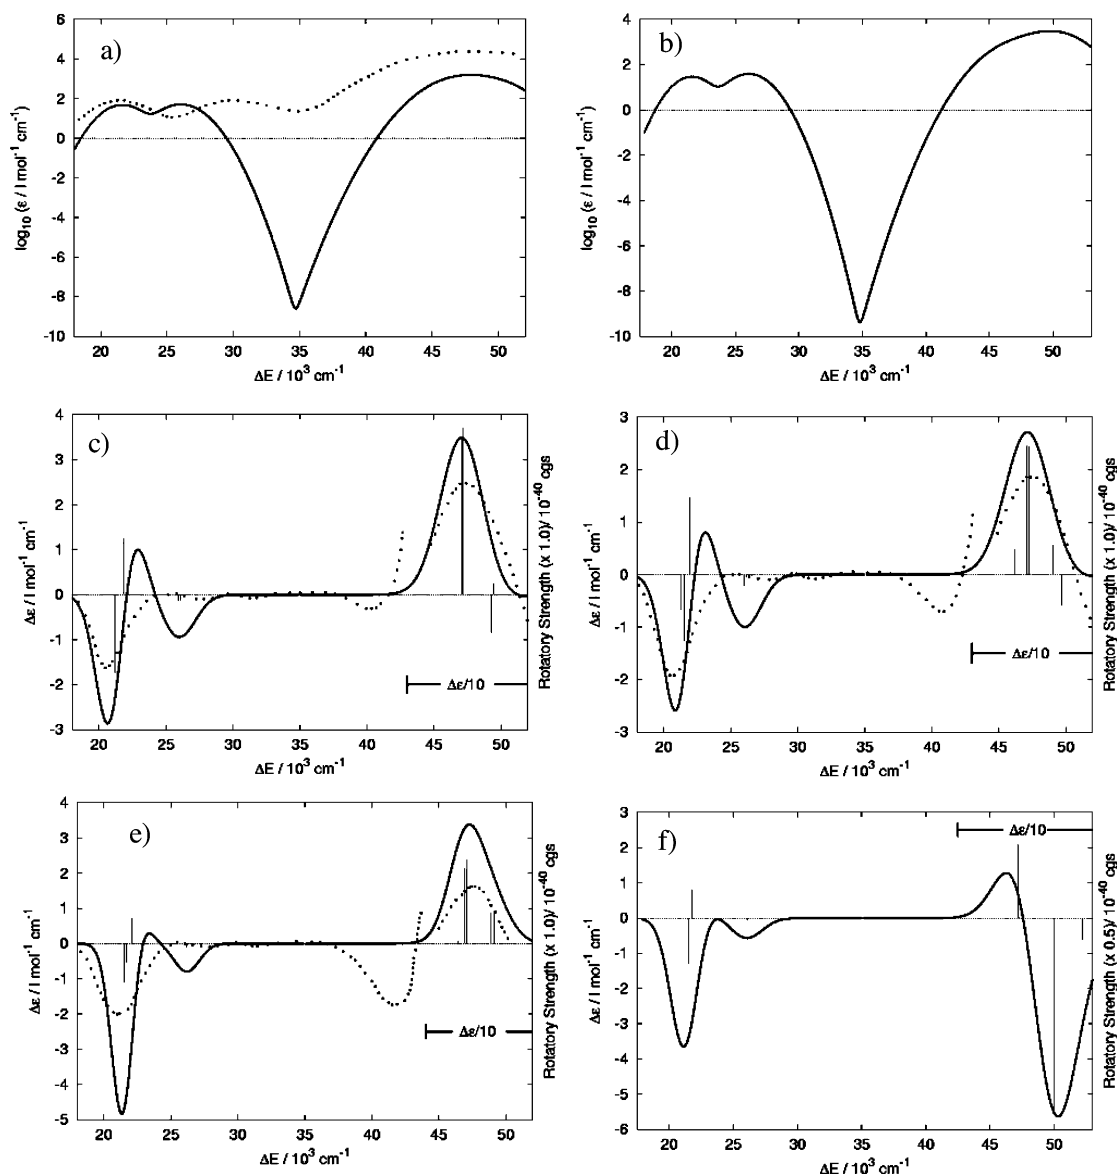 a)
log10 (ε / l mol-1 cm-1)
6
4
2
0
-2
-4
-6
-8
-10
20 25 30 35 40 45 50
ΔE / 10³ cm-1
b)
log10 (ε / l mol-1 cm-1)
4
2
0
-2
-4
-6
-8
-10
20 25 30 35 40 45 50
ΔE / 10³ cm-1
c)
Δε / l mol-1 cm-1
4
3
2
1
0
-1
-2
-3
Δε/10
20 25 30 35 40 45 50
ΔE / 10³ cm-1
Rotatory Strength (x 1.0)/ 10-40 cgs
d)
Δε / l mol-1 cm-1
3
2
1
0
-1
-2
-3
Δε/10
20 25 30 35 40 45 50
ΔE / 10³ cm-1
Rotatory Strength (x 1.0)/ 10-40 cgs
e)
Δε / l mol-1 cm-1
4
3
2
1
0
-1
-2
-3
-4
-5
Δε/10
20 25 30 35 40 45 50
ΔE / 10³ cm-1
Rotatory Strength (x 1.0)/ 10-40 cgs
f)
Δε / l mol-1 cm-1
3
2
1
0
-1
-2
-3
-4
-5
-6
Δε/10
20 25 30 35 40 45 50
ΔE / 10³ cm-1
Rotatory Strength (x 0.5)/ 10-40 cgs